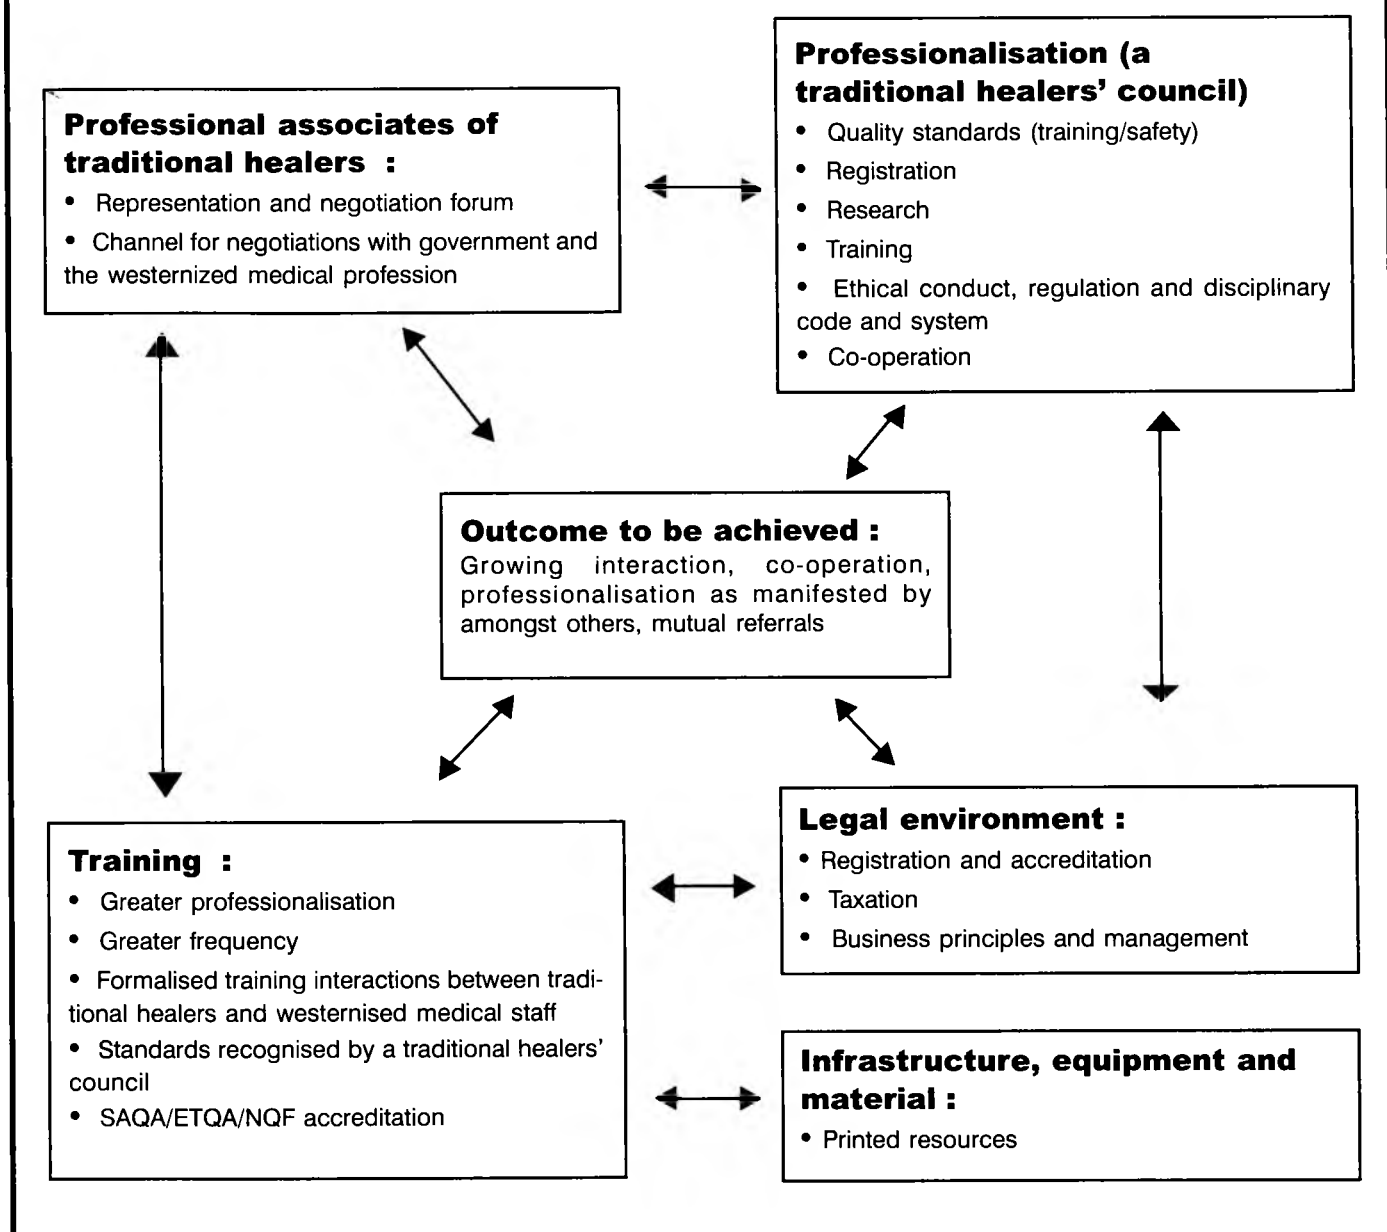 Professional associates of
traditional healers :
• Representation and negotiation forum
• Channel for negotiations with government and
the westernized medical profession
Professionalisation (a
traditional healers' council)
• Quality standards (training/safety)
• Registration
• Research
• Training
• Ethical conduct, regulation and disciplinary
code and system
• Co-operation
Outcome to be achieved :
Growing interaction, co-operation,
professionalisation as manifested by
amongst others, mutual referrals
Training :
• Greater professionalisation
• Greater frequency
• Formalised training interactions between tradi-
tional healers and westernised medical staff
• Standards recognised by a traditional healers'
council
• SAQA/ETQA/NQF accreditation
Legal environment :
• Registration and accreditation
• Taxation
• Business principles and management
Infrastructure, equipment and
material :
• Printed resources